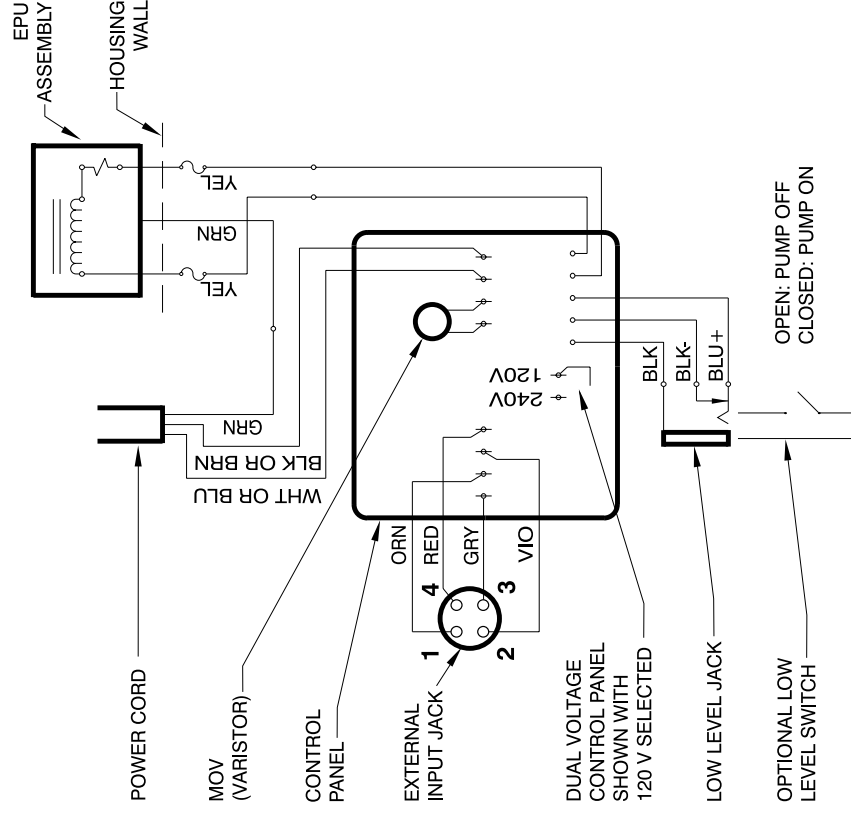 EPU
ASSEMBLY
HOUSING
WALL
YEL
GRN
YEL
GRN
BLK OR BRN
WHT OR BLU
120V
240V
BLK
BLK-
BLU+
OPEN: PUMP OFF
CLOSED: PUMP ON
ORN
RED
GRY
VIO
1
4
2
3
POWER CORD
MOV
(VARISTOR)
CONTROL
PANEL
EXTERNAL
INPUT JACK
DUAL VOLTAGE
CONTROL PANEL
SHOWN WITH
120 V SELECTED
LOW LEVEL JACK
OPTIONAL LOW
LEVEL SWITCH